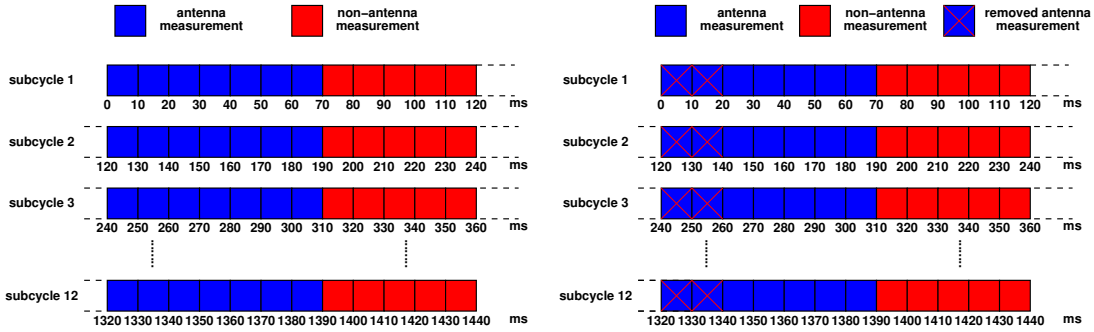 antenna
measurement
non-antenna
measurement
subcycle 1
0 10 20 30 40 50 60 70 80 90 100 110 120 ms
subcycle 2
120 130 140 150 160 170 180 190 200 210 220 230 240 ms
subcycle 3
240 250 260 270 280 290 300 310 320 330 340 350 360 ms
subcycle 12
1320 1330 1340 1350 1360 1370 1380 1390 1400 1410 1420 1430 1440 ms
antenna
measurement
non-antenna
measurement
removed antenna
measurement
subcycle 1
0 10 20 30 40 50 60 70 80 90 100 110 120 ms
subcycle 2
120 130 140 150 160 170 180 190 200 210 220 230 240 ms
subcycle 3
240 250 260 270 280 290 300 310 320 330 340 350 360 ms
subcycle 12
1320 1330 1340 1350 1360 1370 1380 1390 1400 1410 1420 1430 1440 ms